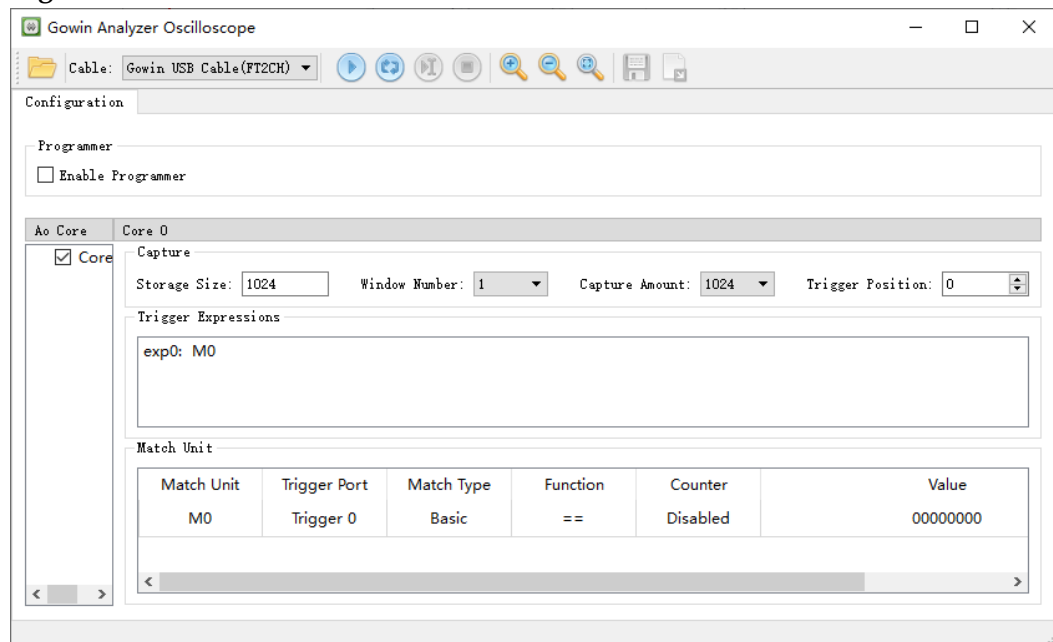 Gowin Analyzer Oscilloscope
Cable: Gowin USB Cable(FT2CH)
Configuration
Programmer
Enable Programmer
Ao Core Core 0
Core
Capture
Storage Size: 1024 Window Number: 1 Capture Amount: 1024 Trigger Position: 0
Trigger Expressions
exp0: M0
Match Unit
Match Unit Trigger Port Match Type Function Counter Value
M0 Trigger 0 Basic == Disabled 00000000